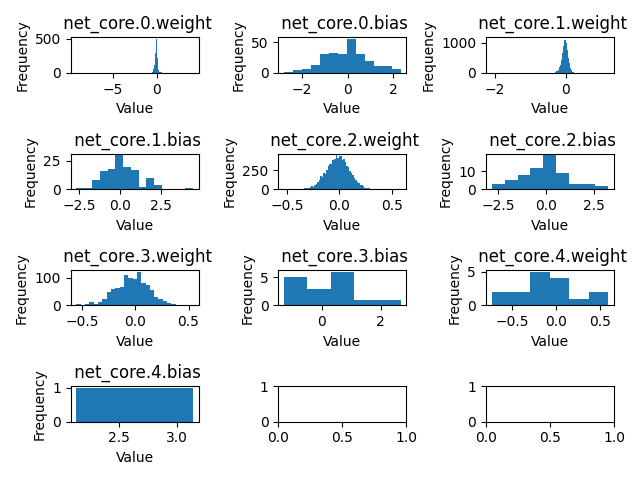 net_core.0.weight
Frequency
500
0
−5
0
Value
net_core.0.bias
Frequency
50
0
−2
0
2
Value
net_core.1.weight
Frequency
1000
0
−2
0
Value
net_core.1.bias
Frequency
25
0
−2.5
0.0
2.5
Value
net_core.2.weight
Frequency
250
0
−0.5
0.0
0.5
Value
net_core.2.bias
Frequency
10
0
−2.5
0.0
2.5
Value
net_core.3.weight
Frequency
100
0
−0.5
0.0
0.5
Value
net_core.3.bias
Frequency
5
0
0
2
Value
net_core.4.weight
Frequency
5
0
−0.5
0.0
0.5
Value
net_core.4.bias
Frequency
1
0
2.5
3.0
Value
1
0
0.0
0.5
1.0
1
0
0.0
0.5
1.0